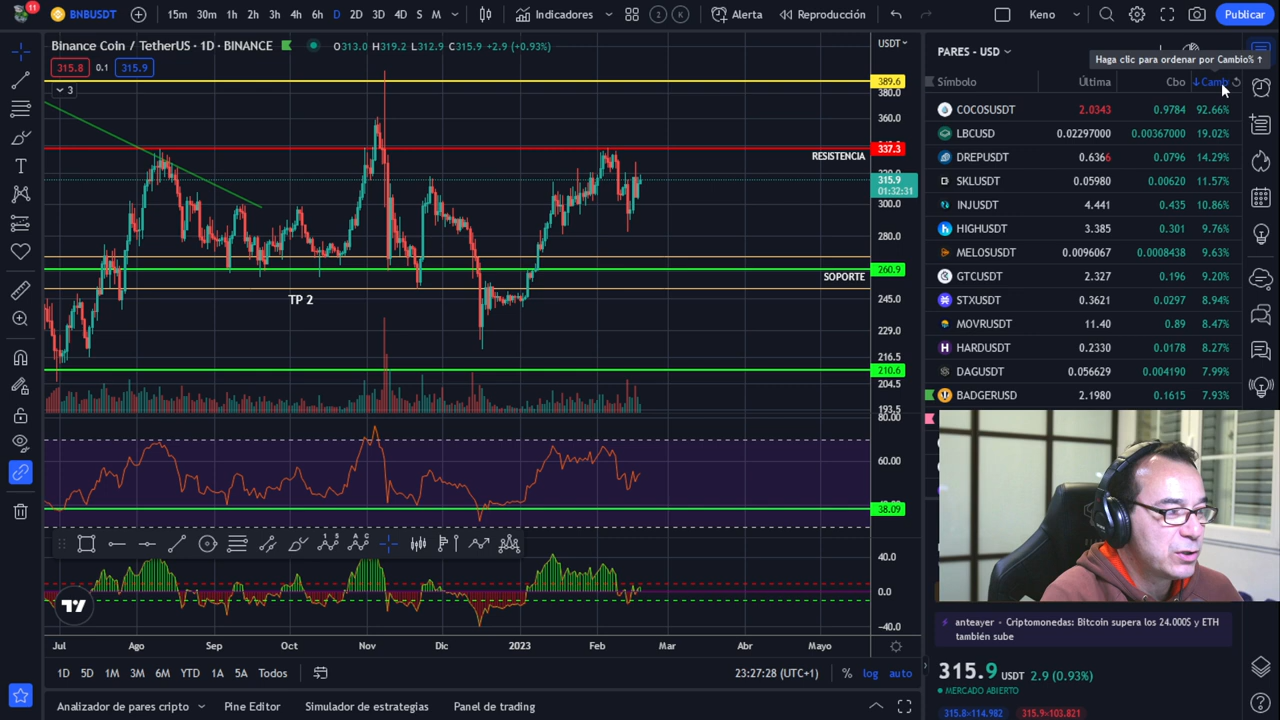 11
BNBUSDT
15m 30m 1h 2h 3h 4h 6h D 2D 3D 4D S M
Indicadores
2 K
Alerta
Reproducción
Keno
Publicar
Binance Coin / TetherUS · 1D · BINANCE
O313.0 H319.2 L312.9 C315.9 +2.9 (+0.93%)
USDT
315.8 0.1 315.9
3
389.6
380.0
360.0
337.3
RESISTENCIA
315.9
01:32:31
300.0
280.0
260.9
SOPORTE
TP 2
245.0
229.0
216.5
210.6
204.5
193.5
80.00
60.00
38.09
40.0
0.0
-40.0
Jul Ago Sep Oct Nov Dic 2023 Feb Mar Abr Mayo
1D 5D 1M 3M 6M YTD 1A 5A Todos
23:27:28 (UTC+1)
% log auto
Analizador de pares cripto Pine Editor Simulador de estrategias Panel de trading
PARES - USD
Haga clic para ordenar por Cambio% ↑
Símbolo Última Cbo ↓Camb
COCOSUSDT 2.0343 0.9784 92.66%
LBCUSD 0.02297000 0.00367000 19.02%
DREPUSDT 0.6366 0.0796 14.29%
SKLUSDT 0.05980 0.00620 11.57%
INJUSDT 4.441 0.435 10.86%
HIGHUSDT 3.385 0.301 9.76%
MELOSUSDT 0.0096067 0.0008438 9.63%
GTCUSDT 2.327 0.196 9.20%
STXUSDT 0.3621 0.0297 8.94%
MOVRUSDT 11.40 0.89 8.47%
HARDUSDT 0.2330 0.0178 8.27%
DAGUSDT 0.056629 0.004190 7.99%
BADGERUSD 2.1980 0.1615 7.93%
anteayer · Criptomonedas: Bitcoin supera los 24.000$ y ETH
también sube
315.9 USDT 2.9 (0.93%)
MERCADO ABIERTO
315.8×114.982 315.9×103.821